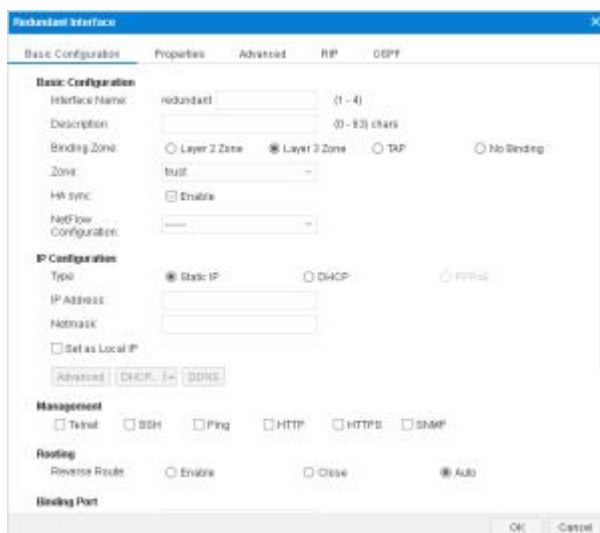 Redundant Interface
Basic Configuration Properties Advanced RIP OSPF
Basic Configuration
Interface Name: redundant (1 - 4)
Description: (0 - 63) chars
Binding Zone: Layer 2 Zone Layer 3 Zone TAP No Binding
Zone: trust
HA sync: Enable
NetFlow Configuration: ------
IP Configuration
Type: Static IP DHCP PPPoE
IP Address:
Netmask:
Set as Local IP
Advanced DHCP DDNS
Management
Telnet SSH Ping HTTP HTTPS SNMP
Routing
Reverse Route: Enable Close Auto
Binding Port
OK Cancel